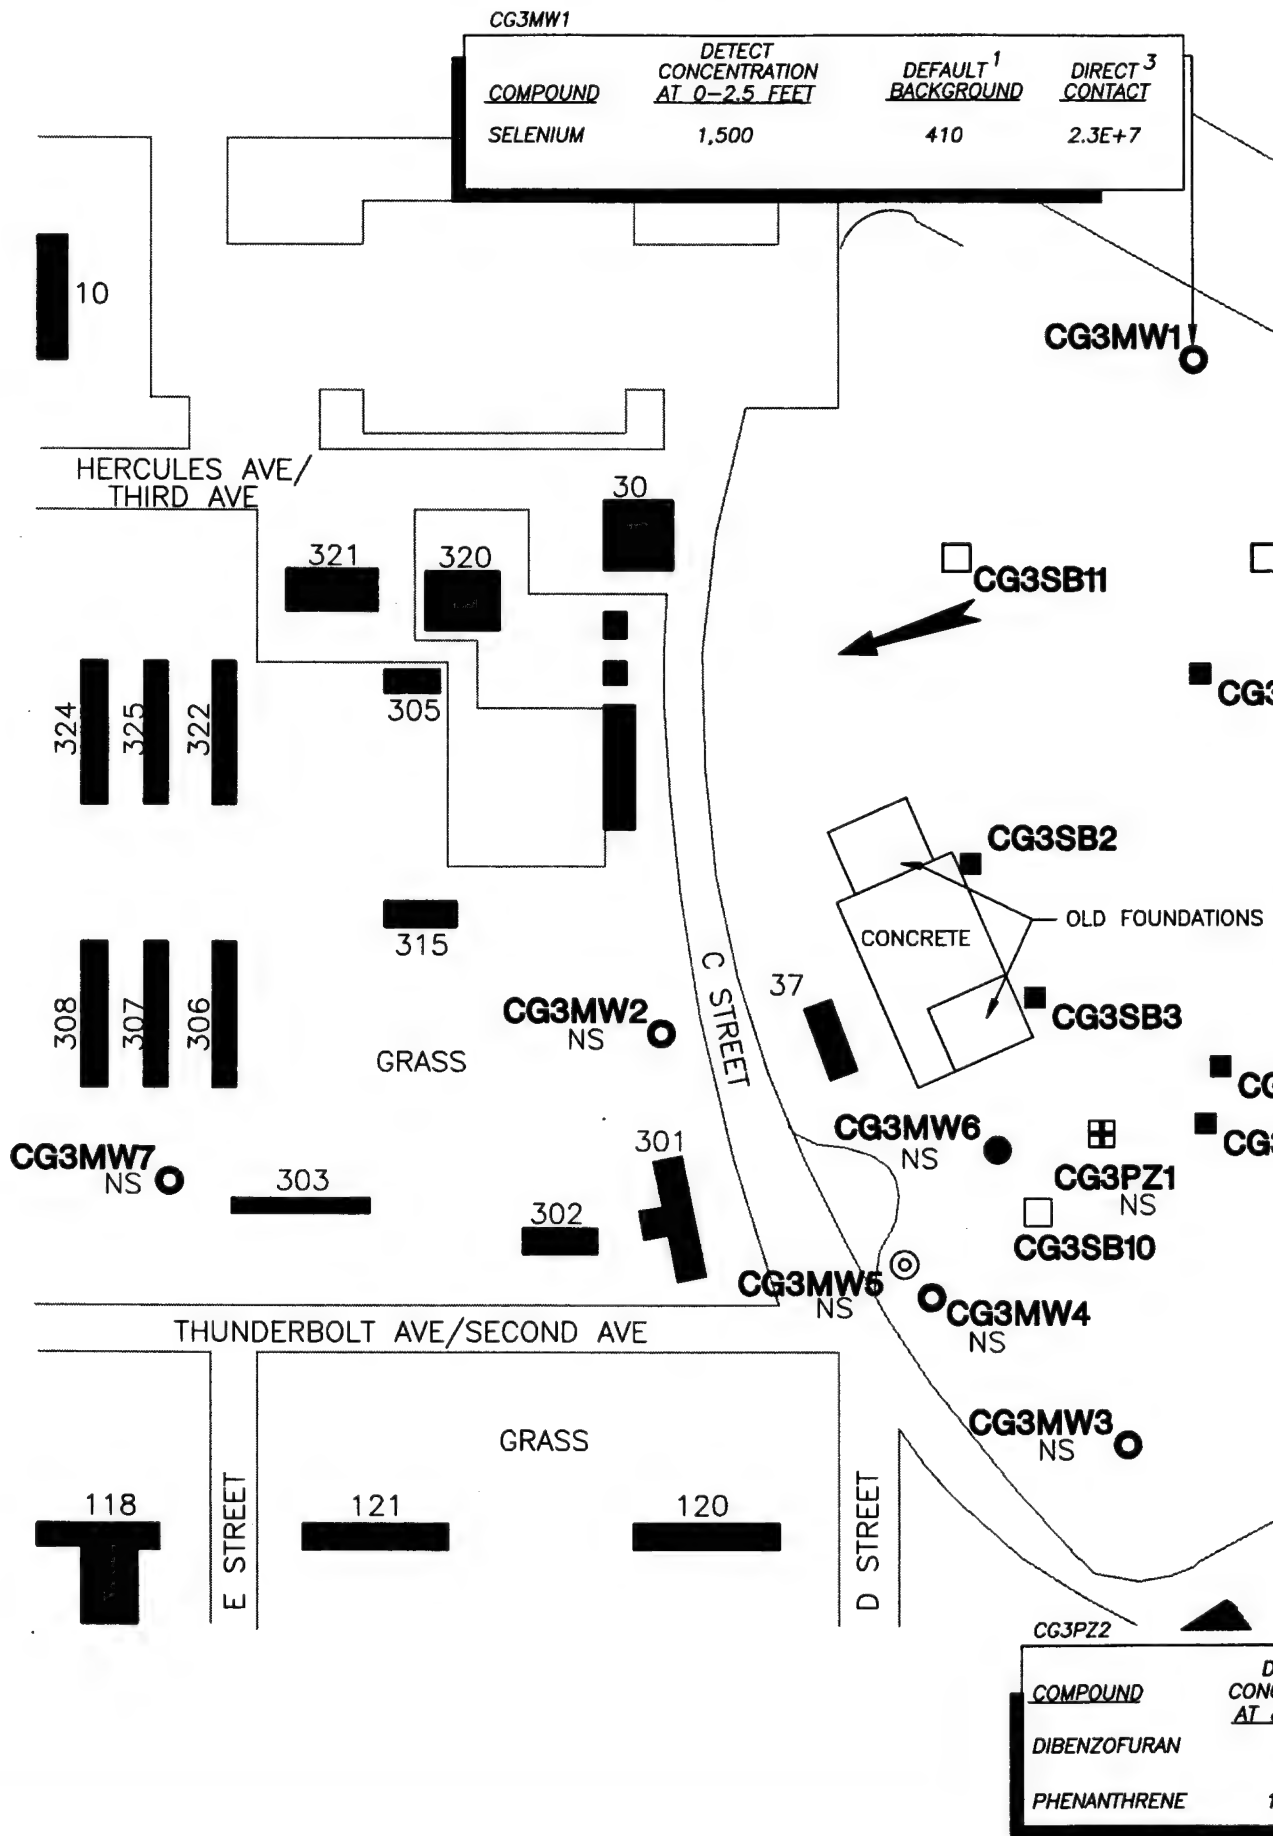 CG3MW1
COMPOUND DETECT CONCENTRATION AT 0-2.5 FEET DEFAULT 1 BACKGROUND DIRECT 3 CONTACT
SELENIUM 1,500 410 2.3E+7
10
CG3MW1
HERCULES AVE/
THIRD AVE
30
321
320
CG3SB11
305
324
325
322
CG3SB2
OLD FOUNDATIONS
CONCRETE
315
C STREET
37
CG3MW2
NS
CG3SB3
308
307
306
GRASS
CG3MW6
NS
301
CG3MW7
NS
303
CG3PZ1
NS
302
CG3SB10
CG3MW5
NS
CG3MW4
NS
THUNDERBOLT AVE/SECOND AVE
CG3MW3
NS
GRASS
118
E STREET
121
120
D STREET
CG3PZ2
COMPOUND
DIBENZOFURAN
PHENANTHRENE